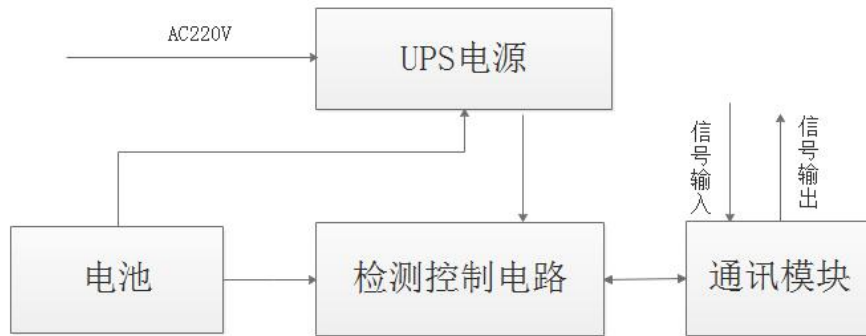 AC220V
UPS电源
信号输入
信号输出
电池
检测控制电路
通讯模块